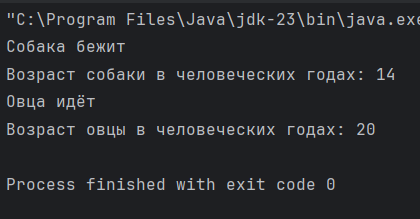 "C:\Program Files\Java\jdk-23\bin\java.exe
Собака бежит
Возраст собаки в человеческих годах: 14
Овца идёт
Возраст овцы в человеческих годах: 20
Process finished with exit code 0